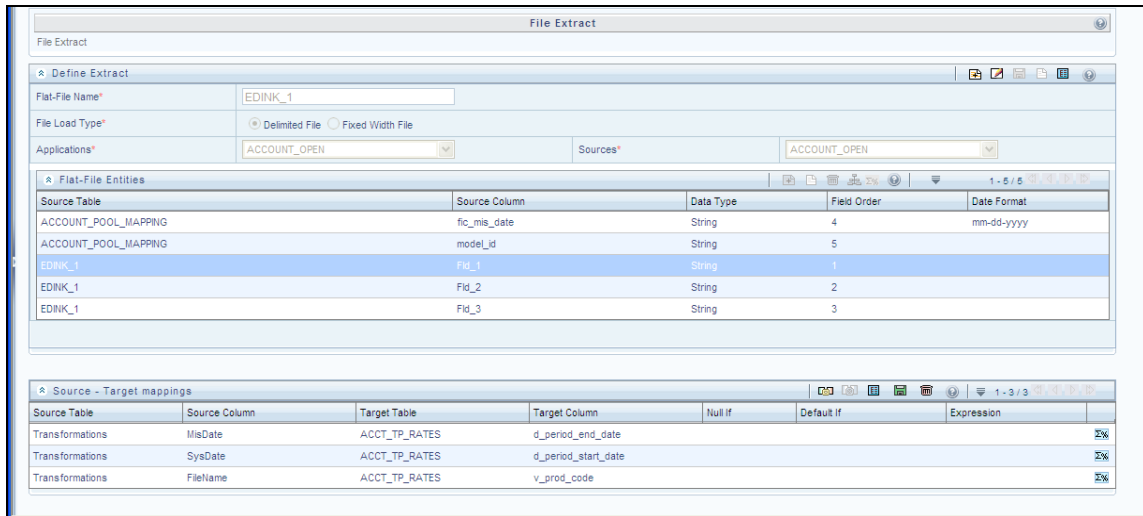 File Extract
File Extract
Define Extract
Flat-File Name* EDINK_1
File Load Type* Delimited File Fixed Width File
Applications* ACCOUNT_OPEN Sources* ACCOUNT_OPEN
Flat-File Entities 1 - 5 / 5
Source Table Source Column Data Type Field Order Date Format
ACCOUNT_POOL_MAPPING fic_mis_date String 4 mm-dd-yyyy
ACCOUNT_POOL_MAPPING model_id String 5
EDINK_1 Fld_1 String 1
EDINK_1 Fld_2 String 2
EDINK_1 Fld_3 String 3
Source - Target mappings 1 - 3 / 3
Source Table Source Column Target Table Target Column Null If Default If Expression
Transformations MisDate ACCT_TP_RATES d_period_end_date Σ%
Transformations SysDate ACCT_TP_RATES d_period_start_date Σ%
Transformations FileName ACCT_TP_RATES v_prod_code Σ%